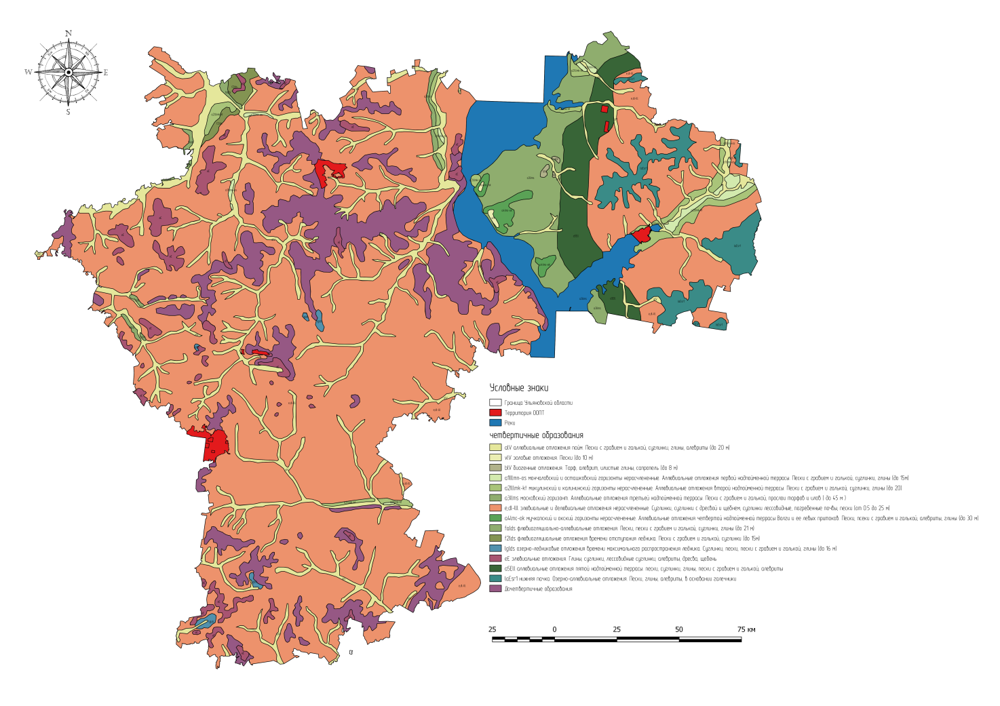 N
W
E
S
Условные знаки
Граница Ульяновской области
Территория ООПТ
Реки
четвертичные образования
aIV аллювиальные отложения пойм. Пески с гравием и галькой, суглинки, глины, алевриты (до 20 м)
vIV эоловые отложения. Пески (до 10 м)
bIV биогенные отложения. Торф, алеврит, илистые глины, сапропель (до 8 м)
a1IIImn-os мончаловский и осташковский горизонты нерасчлененные. Аллювиальные отложения первой надпойменной террасы. Пески с гравием и галькой, суглинки, глины (до 15м)
a2IIImk-kl микулинский и калининский горизонты нерасчлененные. Аллювиальные отложения второй надпойменной террасы. Пески с гравием и галькой, суглинки, глины (до 20)
a3IIms московский горизонт. Аллювиальные отложения третьей надпойменной террасы. Пески с гравием и галькой, прослои торфов и илов ( до 45 м )
e,dI-III элювиальные и делювиальные отложения нерасчлененные. Суглинки, суглинки с дресвой и щебнем, суглинки лессовидные, погребенные почвы, пески (от 0.5 до 25 м)
a4Imc-ok мучкапский и окский горизонты нерасчлененные. Аллювиальные отложения четвертой надпойменной террасы Волги и ее левых притоков. Пески, псеки с гравием и галькой, алевриты, глины (до 30 м)
faIds флювиогляциально-аллювиальные отложения. Пески, пески с гравием и галькой, суглинки, глины (до 21 м)
f2Ids флювиогляциальные отложения времени отступания ледника. Пески с гравием и галькой, суглинки (до 15м)
lgIds озерно-ледниковые отложения времени максимального распространения ледника. Суглинки, пески, пески с гравием и галькой, глины (до 16 м)
eE элювиальные отложения. Глины, суглинки, лессовидные суглинки, алевриты, дресва, щебень
a5EII аллювиальные отложения пятой надпойменной террасы. пески, суглинки, глины, пески с гравием и галькой, алевриты
laEsr1 нижняя пачка. Озерно-аллювиальные отложения. Пески, глины, алевриты, в основании галечники
Дочетвертичные образования
25 0 25 50 75 км